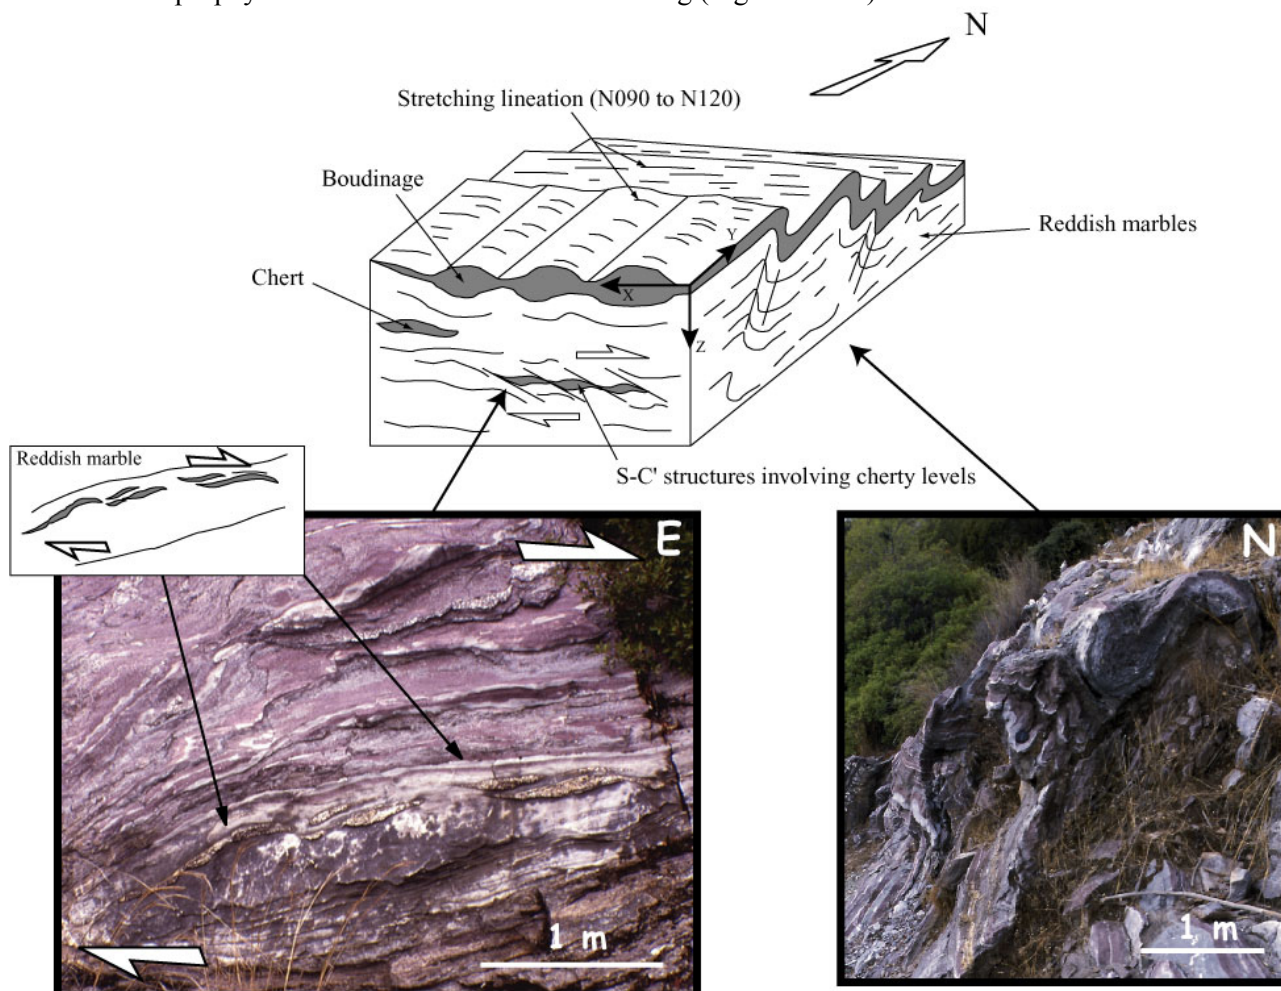 N
Stretching lineation (N090 to N120)
Boudinage
Reddish marbles
Chert
Y
X
Z
S-C' structures involving cherty levels
Reddish marble
E
N
1 m
1 m